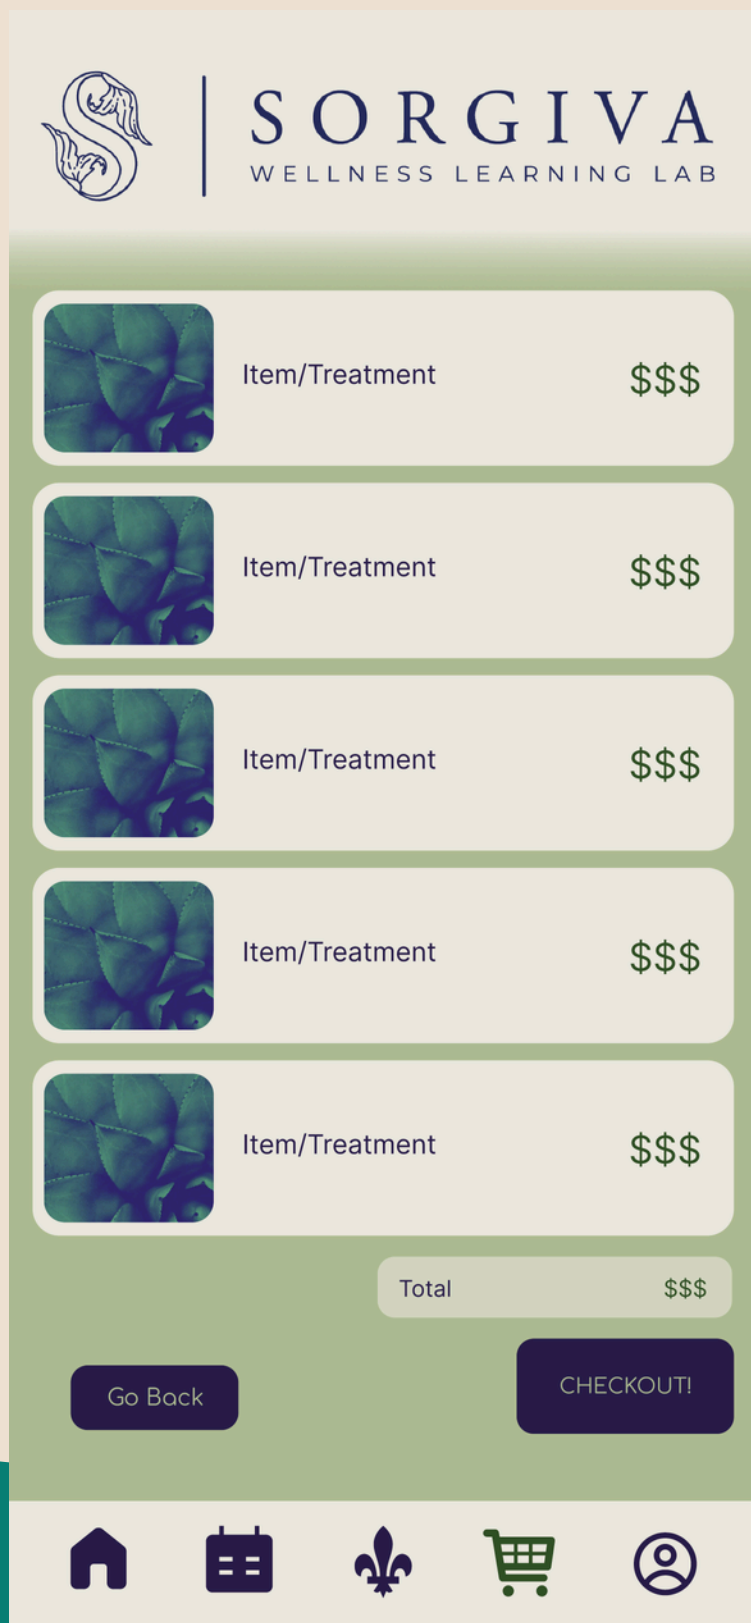 SORGIVA
WELLNESS LEARNING LAB
Item/Treatment $$$
Item/Treatment $$$
Item/Treatment $$$
Item/Treatment $$$
Item/Treatment $$$
Total $$$
Go Back
CHECKOUT!